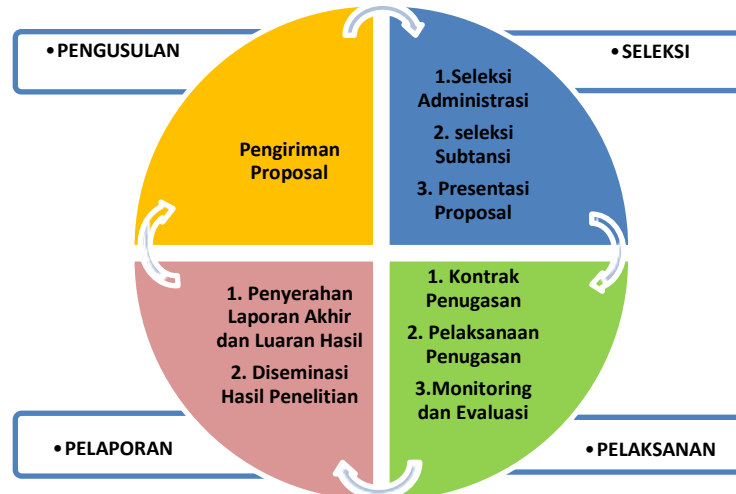 •PENGUSULAN
Pengiriman
Proposal
•SELEKSI
1.Seleksi
Administrasi
2. seleksi
Subtansi
3. Presentasi
Proposal
1. Kontrak
Penugasan
2. Pelaksanaan
Penugasan
3.Monitoring
dan Evaluasi
•PELAKSANAN
1. Penyerahan
Laporan Akhir
dan Luaran Hasil
2. Diseminasi
Hasil Penelitian
•PELAPORAN